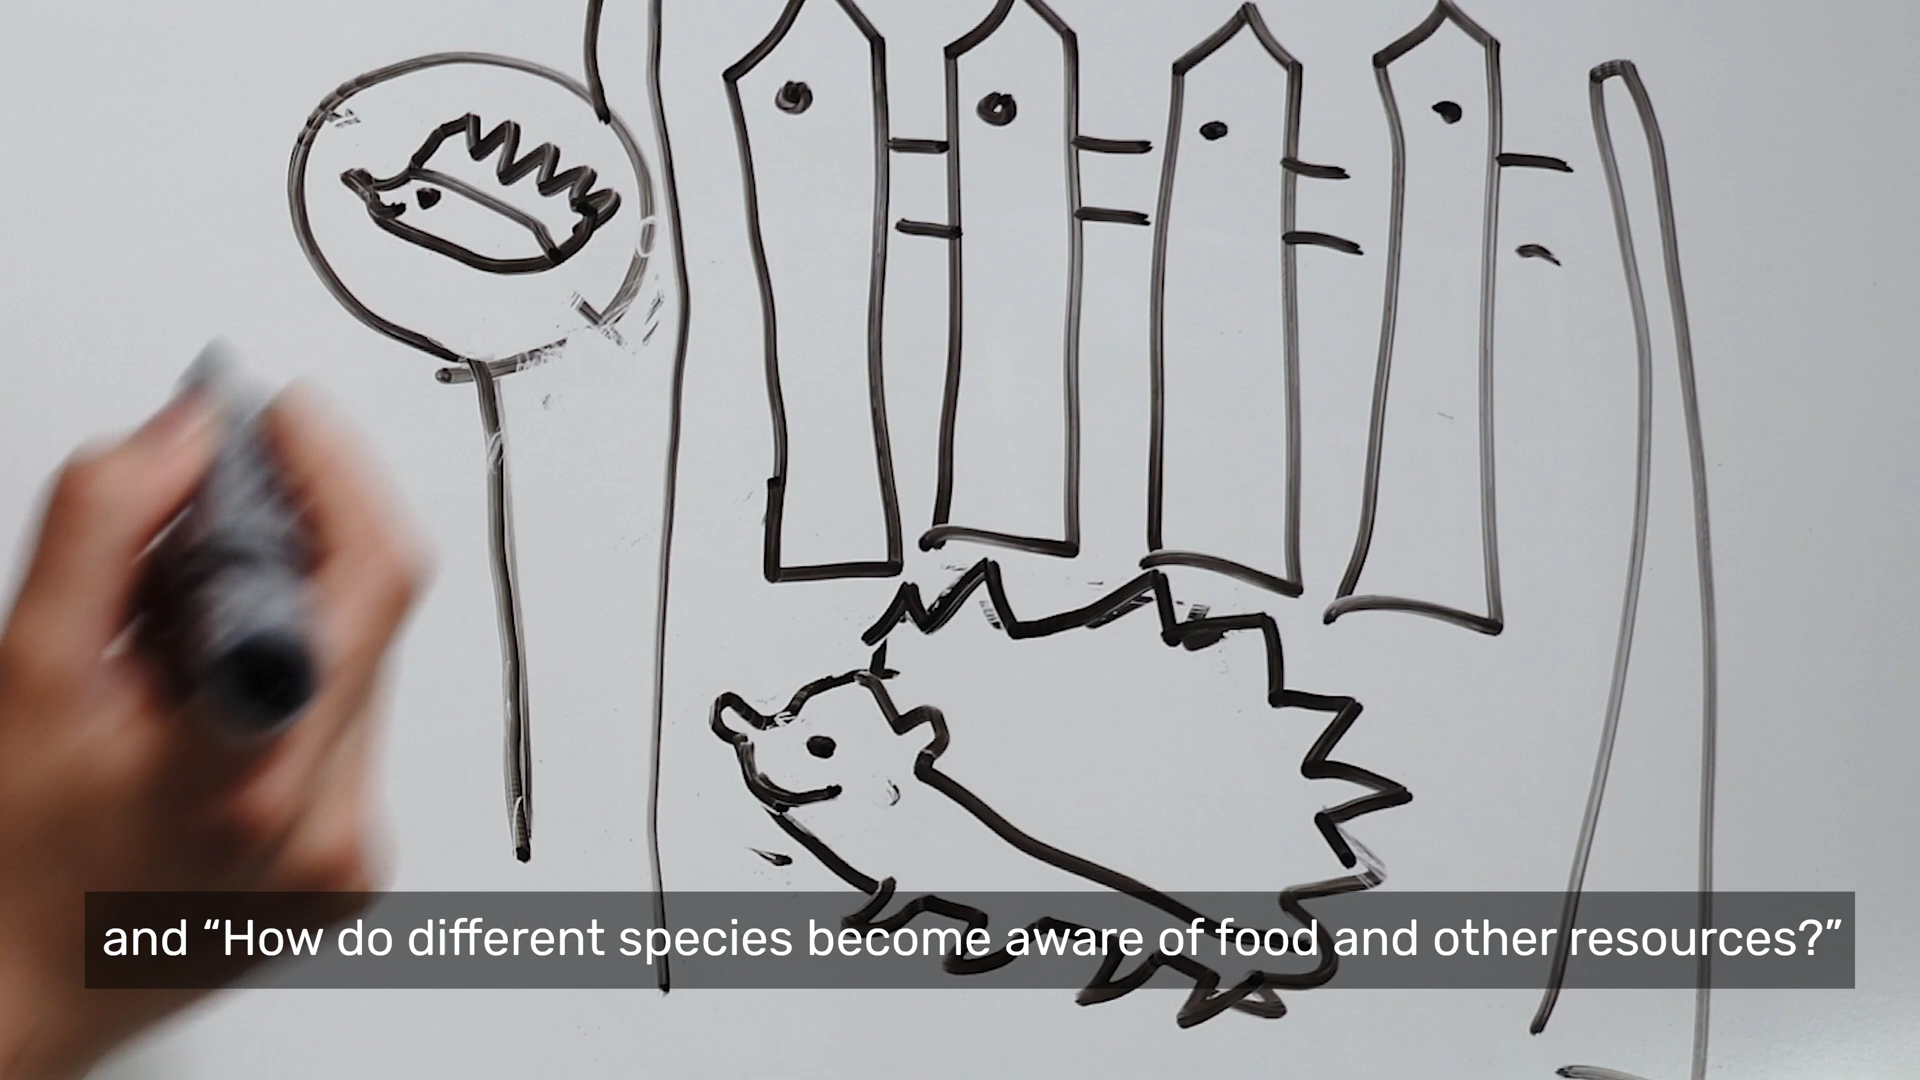 and “How do different species become aware of food and other resources?”